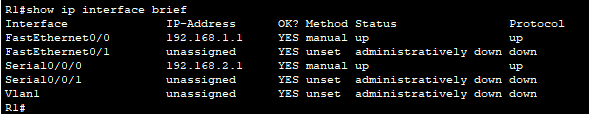 R1#show ip interface brief
Interface IP-Address OK? Method Status Protocol
FastEthernet0/0 192.168.1.1 YES manual up up
FastEthernet0/1 unassigned YES unset administratively down down
Serial0/0/0 192.168.2.1 YES manual up up
Serial0/0/1 unassigned YES unset administratively down down
Vlan1 unassigned YES unset administratively down down
R1#